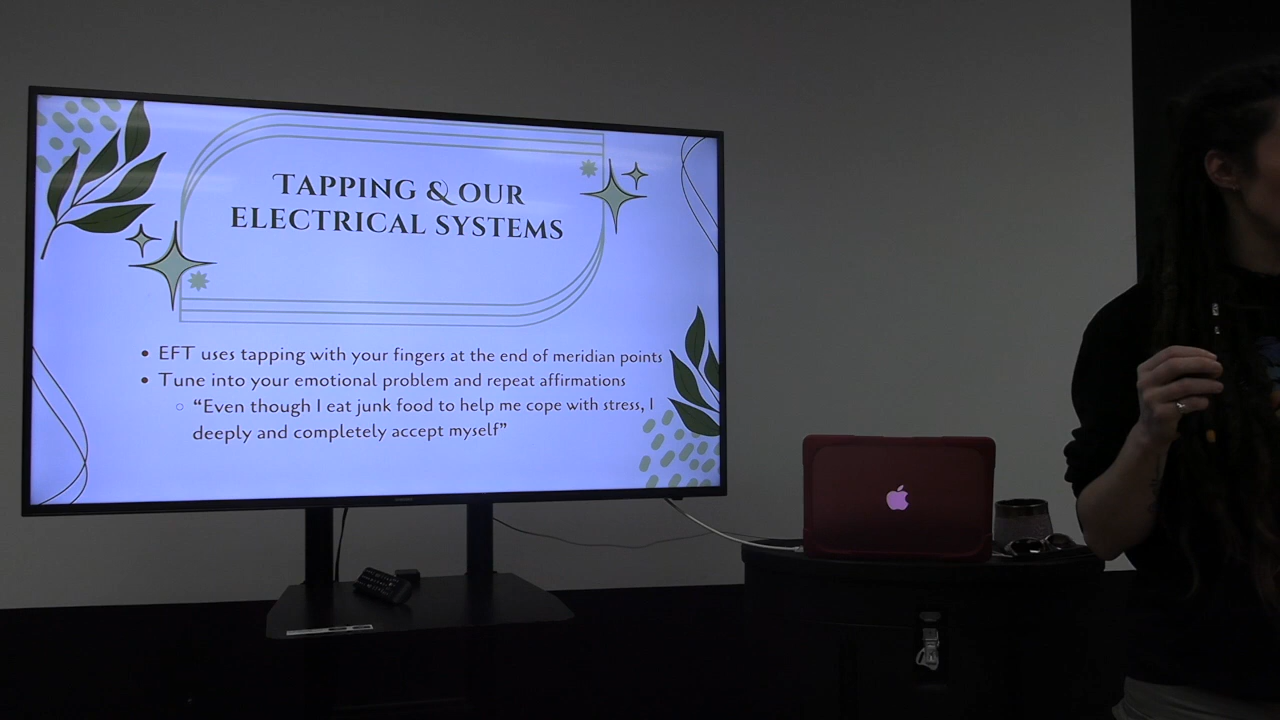 TAPPING & OUR
ELECTRICAL SYSTEMS
• EFT uses tapping with your fingers at the end of meridian points
• Tune into your emotional problem and repeat affirmations
○ “Even though I eat junk food to help me cope with stress, I
deeply and completely accept myself”